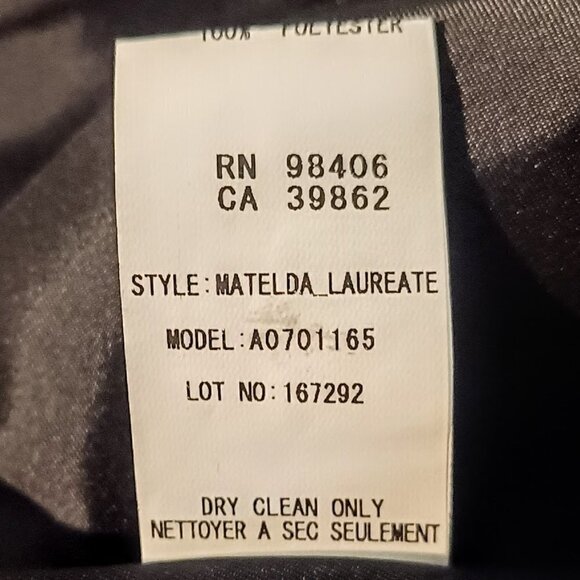 100% POLYESTER
RN 98406
CA 39862
STYLE:MATELDA_LAUREATE
MODEL:A0701165
LOT NO:167292
DRY CLEAN ONLY
NETTOYER A SEC SEULEMENT